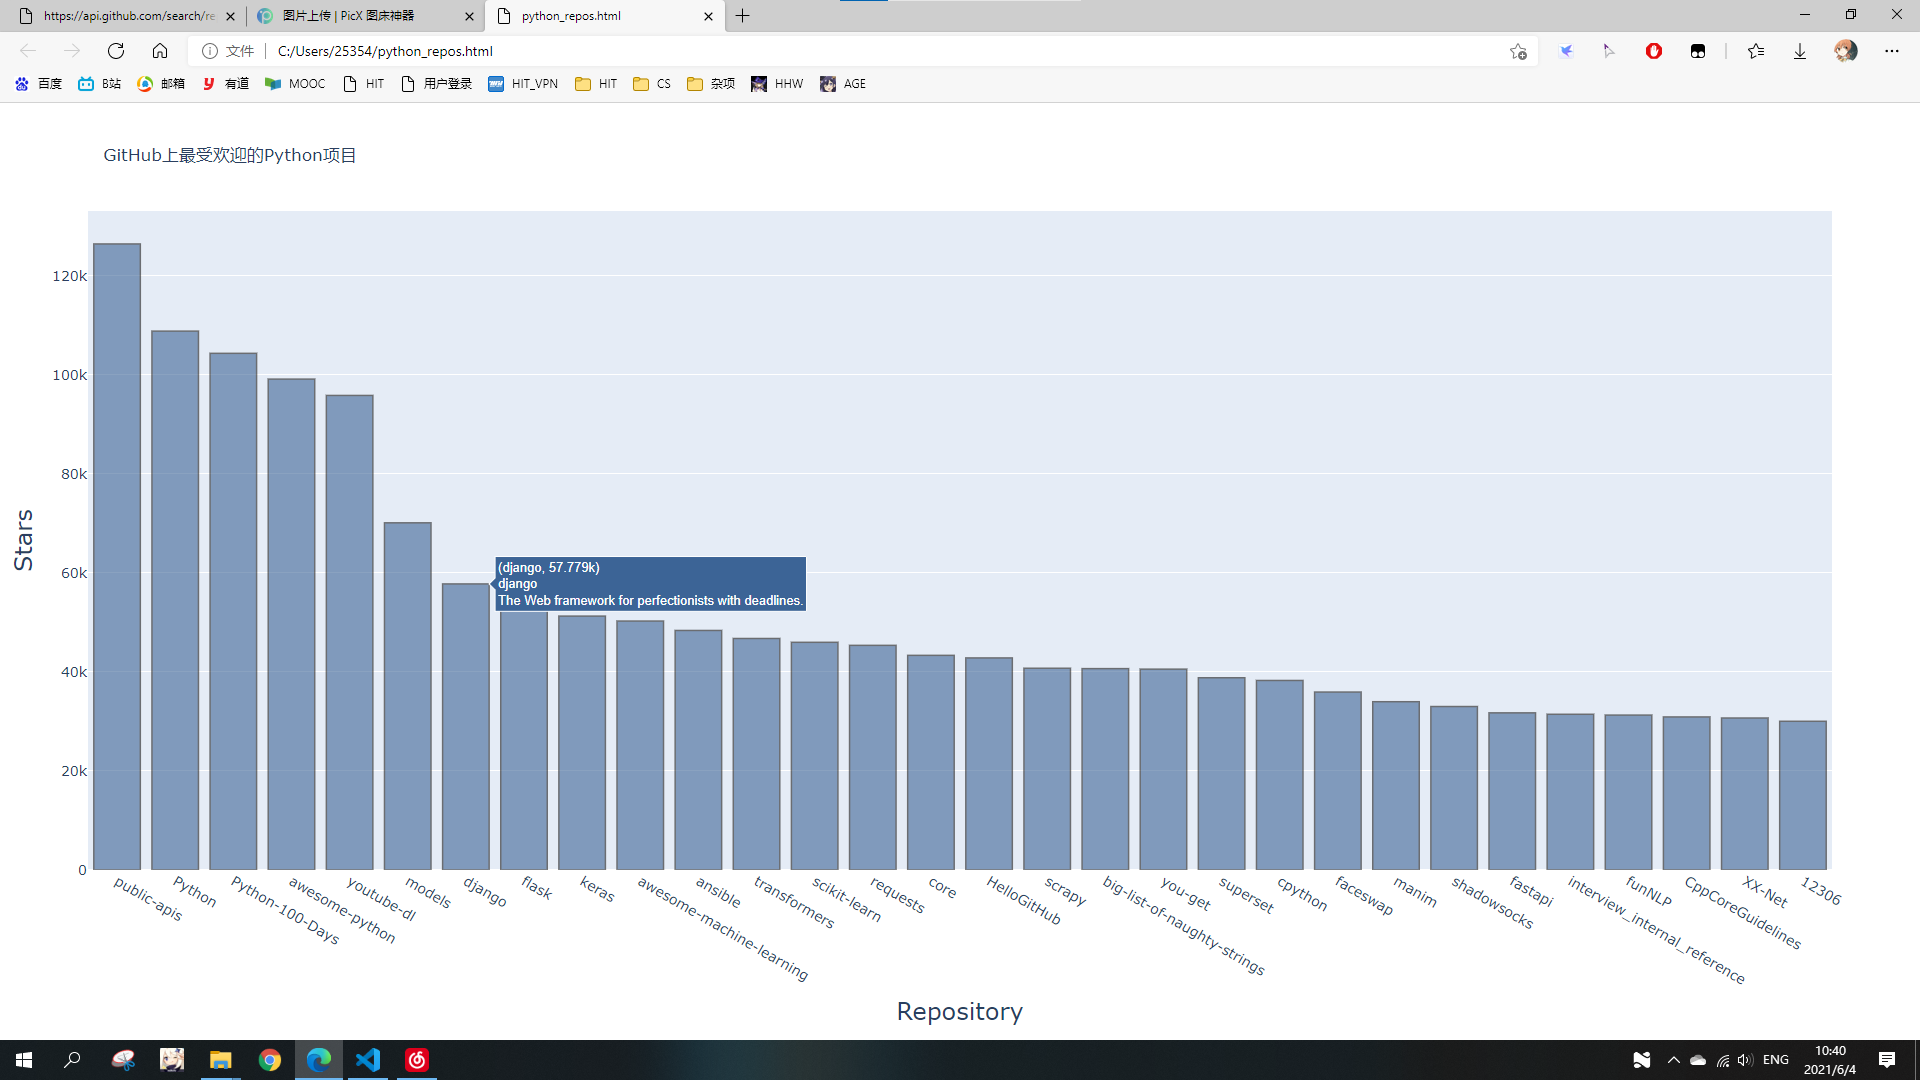 https://api.github.com/search/re
图片上传 | PicX 图床神器
python_repos.html
文件
C:/Users/25354/python_repos.html
百度 B站 邮箱 有道 MOOC HIT 用户登录 HIT_VPN HIT CS 杂项 HHW AGE
GitHub上最受欢迎的Python项目
Stars
120k
100k
80k
60k
40k
20k
0
(django, 57.779k)
django
The Web framework for perfectionists with deadlines.
public-apis
Python
Python-100-Days
awesome-python
youtube-dl
models
django
flask
keras
awesome-machine-learning
ansible
transformers
scikit-learn
requests
core
HelloGitHub
scrapy
big-list-of-naughty-strings
you-get
superset
cpython
faceswap
manim
shadowsocks
fastapi
interview_internal_reference
funNLP
CppCoreGuidelines
XX-Net
12306
Repository
ENG
10:40
2021/6/4